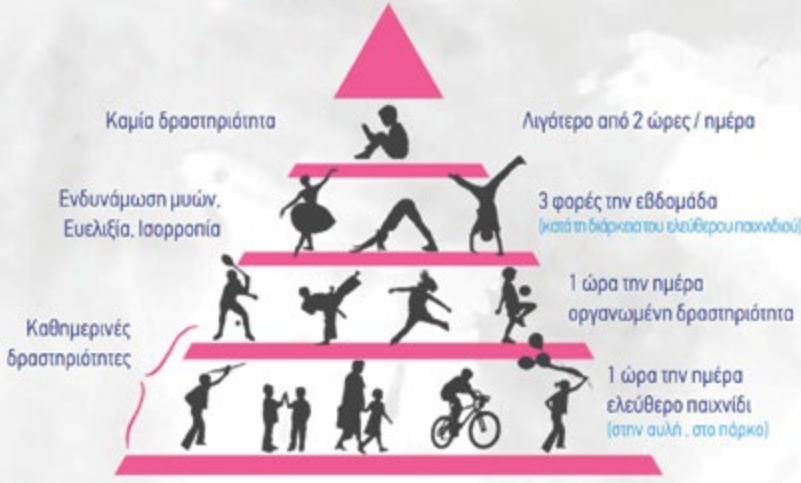 Καμία δραστηριότητα
Λιγότερο από 2 ώρες / ημέρα
Ενδυνάμωση μυών,
Ευελιξία, Ισορροπία
3 φορές την εβδομάδα
(κατά τη διάρκεια του ελεύθερου παιχνιδιού)
Καθημερινές
δραστηριότητες
1 ώρα την ημέρα
οργανωμένη δραστηριότητα
1 ώρα την ημέρα
ελεύθερο παιχνίδι
(στην αυλή , στο πάρκο)